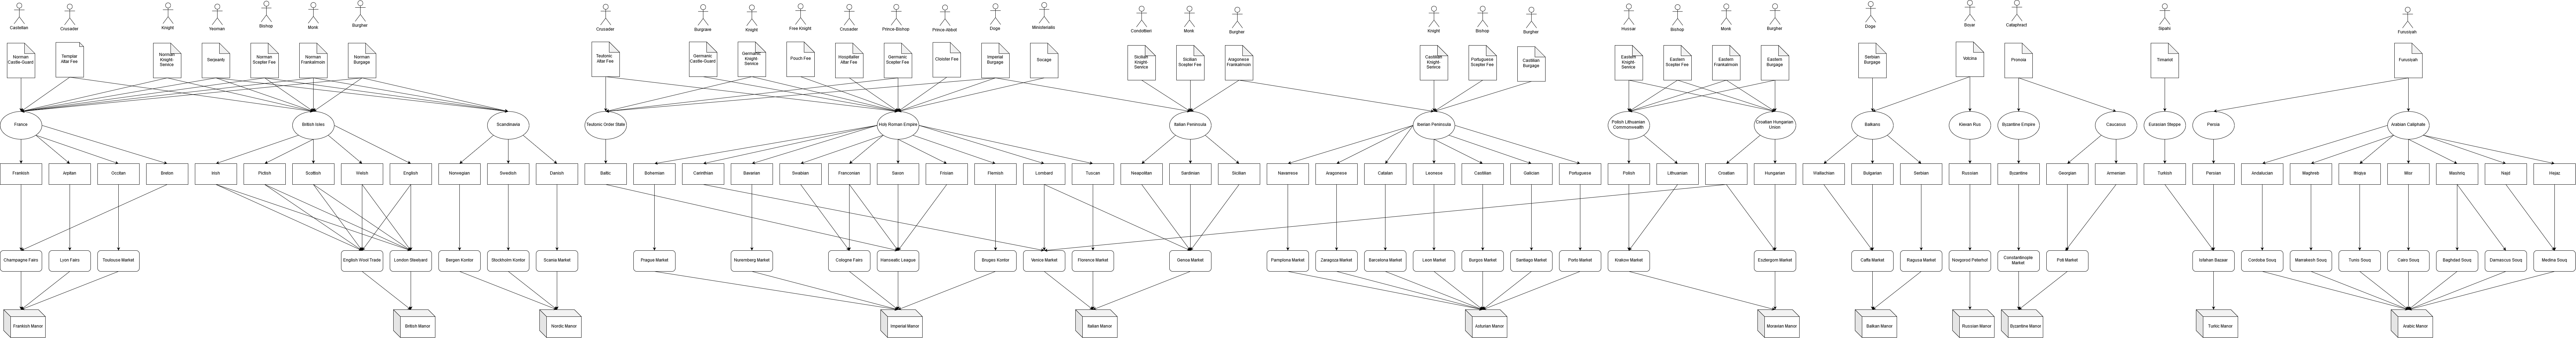 Castellan
Crusader
Knight
Yeoman
Bishop
Monk
Burgher
Crusader
Burgrave
Knight
Free Knight
Crusader
Prince-Bishop
Prince-Abbot
Doge
Ministerialis
Condottieri
Monk
Burgher
Knight
Bishop
Burgher
Hussar
Bishop
Monk
Burgher
Doge
Boyar
Cataphract
Sipahi
Furusiyah
Norman
Castle-Guard
Templar
Altar Fee
Norman
Knight-
Service
Serjeanty
Norman
Scepter Fee
Norman
Frankalmoin
Norman
Burgage
Teutonic
Altar Fee
Germanic
Castle-Guard
Germanic
Knight-
Service
Pouch Fee
Hospitaller
Altar Fee
Germanic
Scepter Fee
Cloister Fee
Imperial
Burgage
Socage
Sicilian
Knight-
Service
Sicilian
Scepter Fee
Aragonese
Frankalmoin
Castilian
Knight-
Service
Portuguese
Scepter Fee
Castilian
Burgage
Eastern
Knight-
Service
Eastern
Scepter Fee
Eastern
Frankalmoin
Eastern
Burgage
Serbian
Burgage
Votchina
Pronoia
Timariot
Furusiyah
France
British Isles
Scandinavia
Teutonic Order State
Holy Roman Empire
Italian Peninsula
Iberian Peninsula
Polish Lithuanian
Commonwealth
Croatian Hungarian
Union
Balkans
Kievan Rus
Byzantine Empire
Caucasus
Eurasian Steppe
Persia
Arabian Caliphate
Frankish
Arpitan
Occitan
Breton
Irish
Pictish
Scottish
Welsh
English
Norwegian
Swedish
Danish
Baltic
Bohemian
Carinthian
Bavarian
Swabian
Franconian
Saxon
Frisian
Flemish
Lombard
Tuscan
Neapolitan
Sardinian
Sicilian
Navarrese
Aragonese
Catalan
Leonese
Castilian
Galician
Portuguese
Polish
Lithuanian
Croatian
Hungarian
Wallachian
Bulgarian
Serbian
Russian
Byzantine
Georgian
Armenian
Turkish
Persian
Andalucian
Maghreb
Ifriqiya
Misr
Mashriq
Najd
Hejaz
Champagne Fairs
Lyon Fairs
Toulouse Market
English Wool Trade
London Steelyard
Bergen Kontor
Stockholm Kontor
Scania Market
Prague Market
Nuremberg Market
Cologne Fairs
Hanseatic League
Bruges Kontor
Venice Market
Florence Market
Genoa Market
Pamplona Market
Zaragoza Market
Barcelona Market
Leon Market
Burgos Market
Santiago Market
Porto Market
Krakow Market
Esztergom Market
Caffa Market
Ragusa Market
Novgorod Peterhof
Constantinople
Market
Poti Market
Isfahan Bazaar
Cordoba Souq
Marrakesh Souq
Tunis Souq
Cairo Souq
Baghdad Souq
Damascus Souq
Medina Souq
Frankish Manor
British Manor
Nordic Manor
Imperial Manor
Italian Manor
Asturian Manor
Moravian Manor
Balkan Manor
Russian Manor
Byzantine Manor
Turkic Manor
Arabic Manor